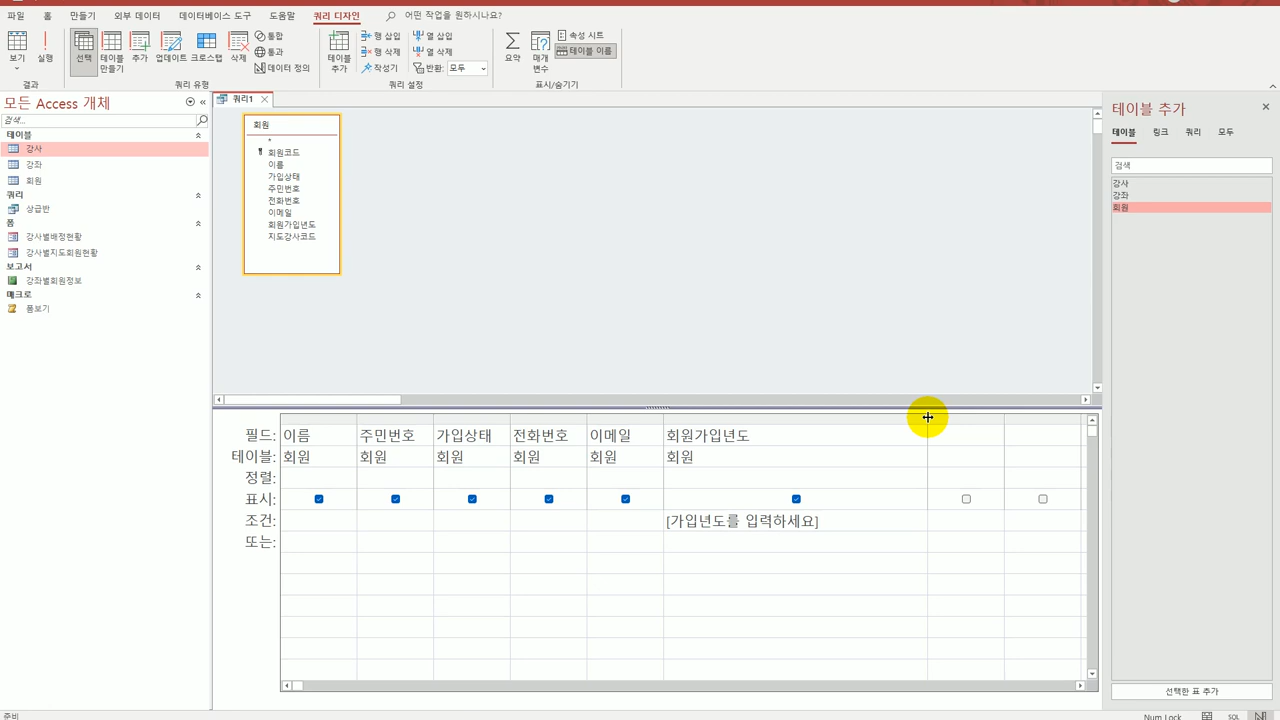 파일 홈 만들기 외부 데이터 데이터베이스 도구 도움말 쿼리 디자인 어떤 작업을 원하시나요?
보기 실행 선택 테이블 만들기 추가 업데이트 크로스탭 삭제 통합 통과 데이터 정의 테이블 추가 행 삽입 행 삭제 작성기 열 삽입 열 삭제 반환: 모두 요약 매개 변수 속성 시트 테이블 이름
결과 쿼리 유형 쿼리 설정 표시/숨기기
모든 Access 개체
검색...
테이블
강사
강좌
회원
쿼리
상급반
폼
강사별배정현황
강사별지도회원현황
보고서
강좌별회원정보
매크로
폼보기
쿼리1
회원
*
회원코드
이름
가입상태
주민번호
전화번호
이메일
회원가입년도
지도강사코드
필드: 이름 주민번호 가입상태 전화번호 이메일 회원가입년도
테이블: 회원 회원 회원 회원 회원 회원
정렬:
표시:
조건: [가입년도를 입력하세요]
또는:
테이블 추가
테이블 링크 쿼리 모두
검색
강사
강좌
회원
선택한 표 추가
준비 Num Lock SQL